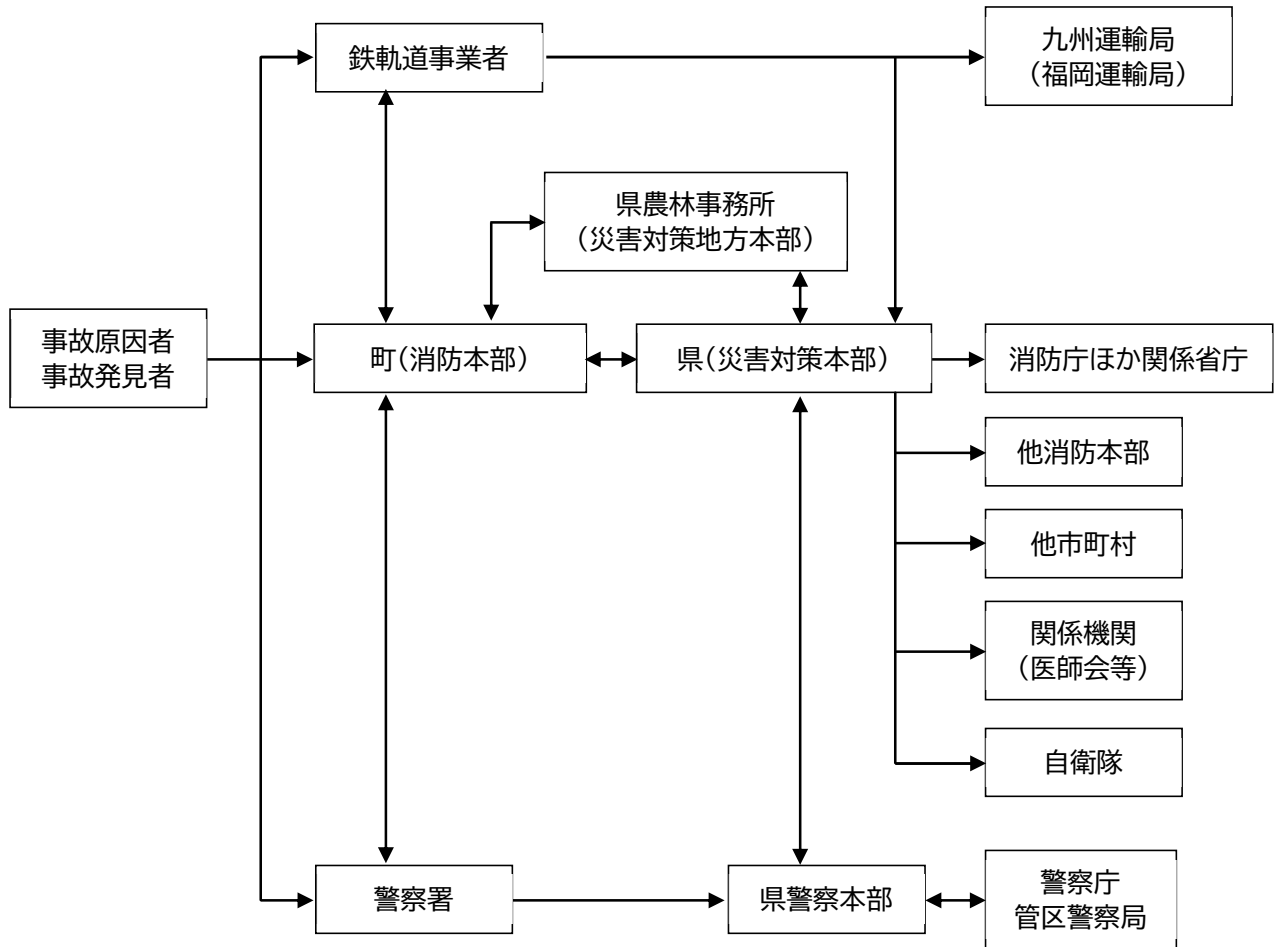 鉄軌道事業者
九州運輸局
（福岡運輸局）
県農林事務所
（災害対策地方本部）
事故原因者
事故発見者
町（消防本部）
県（災害対策本部）
消防庁ほか関係省庁
他消防本部
他市町村
関係機関
（医師会等）
自衛隊
警察署
県警察本部
警察庁
管区警察局